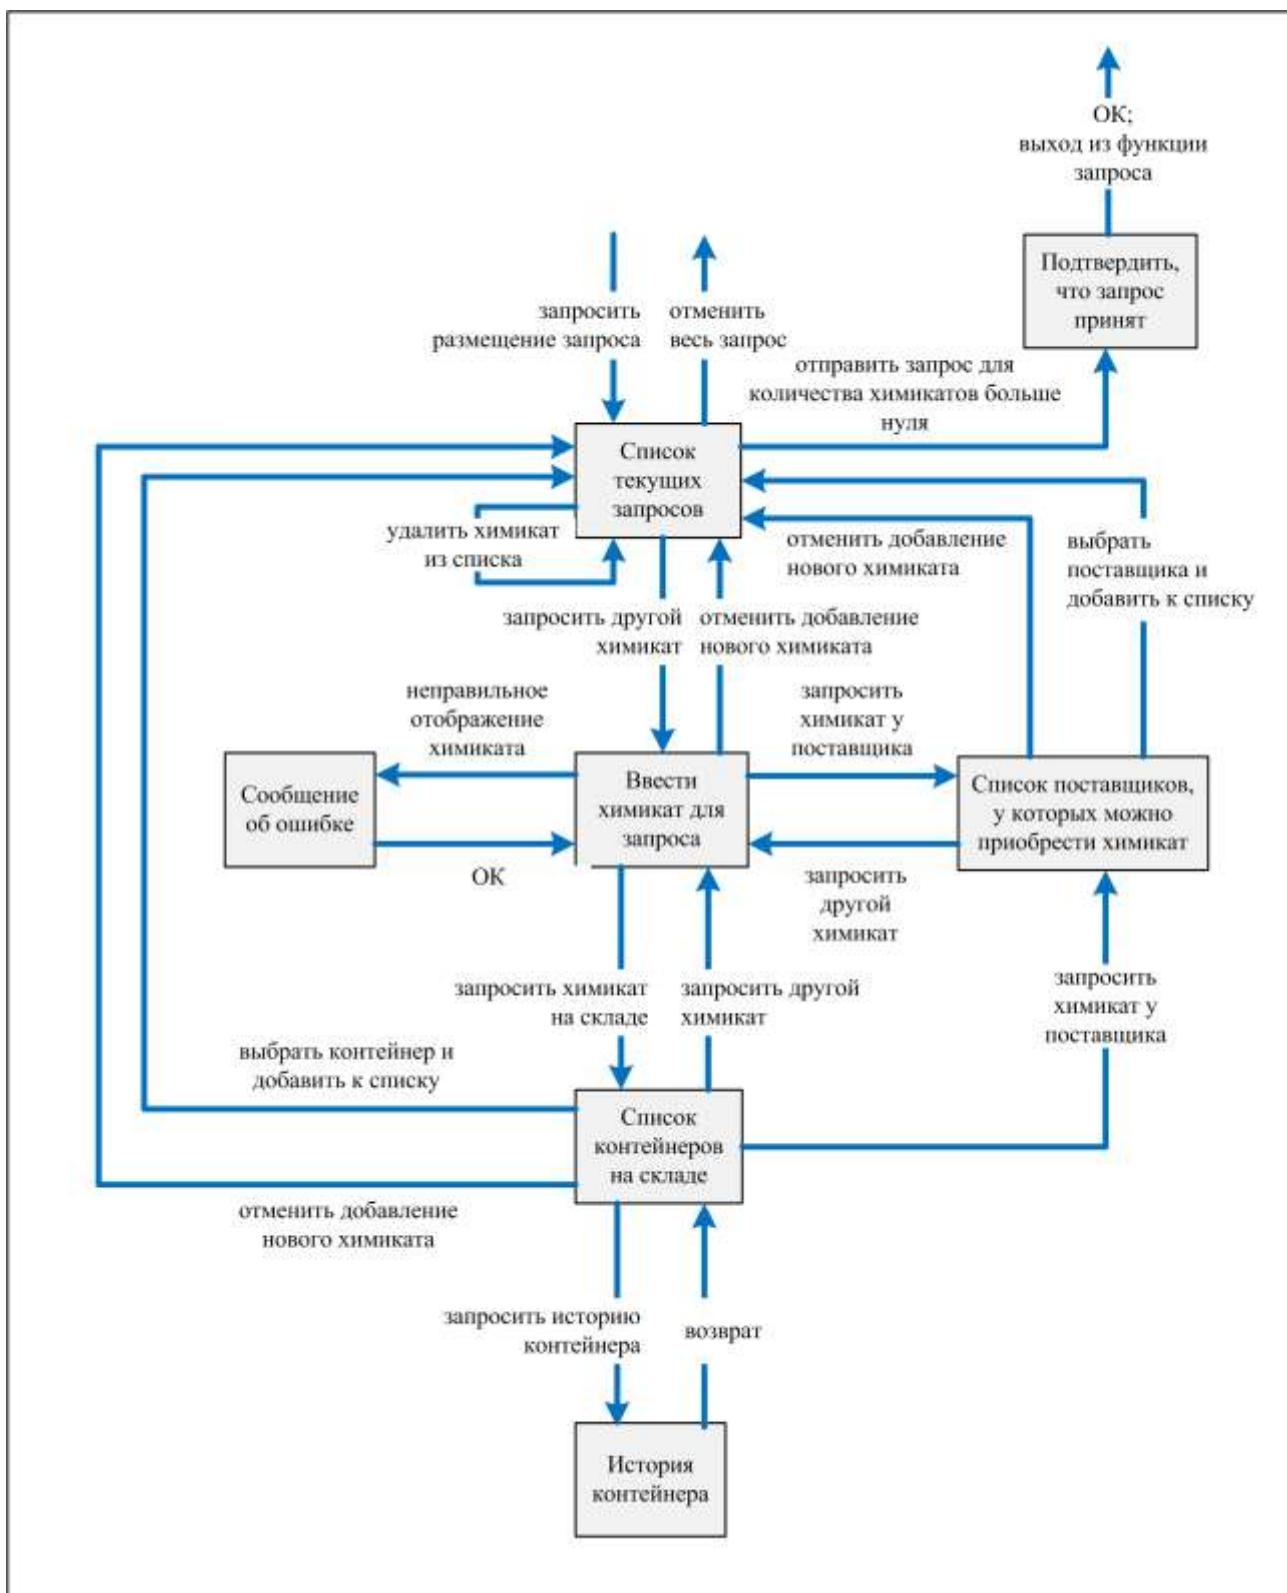 ОК;
выход из функции
запроса
Подтвердить,
что запрос
принят
запросить
размещение запроса
отменить
весь запрос
отправить запрос для
количества химикатов больше
нуля
Список
текущих
запросов
удалить химикат
из списка
отменить добавление
нового химиката
выбрать
поставщика и
добавить к списку
запросить другой
химикат
отменить добавление
нового химиката
неправильное
отображение
химиката
запросить
химикат у
поставщика
Сообщение
об ошибке
Ввести
химикат для
запроса
Список поставщиков,
у которых можно
приобрести химикат
ОК
запросить
другой
химикат
запросить химикат
на складе
запросить другой
химикат
запросить
химикат у
поставщика
выбрать контейнер и
добавить к списку
Список
контейнеров
на складе
отменить добавление
нового химиката
запросить историю
контейнера
возврат
История
контейнера